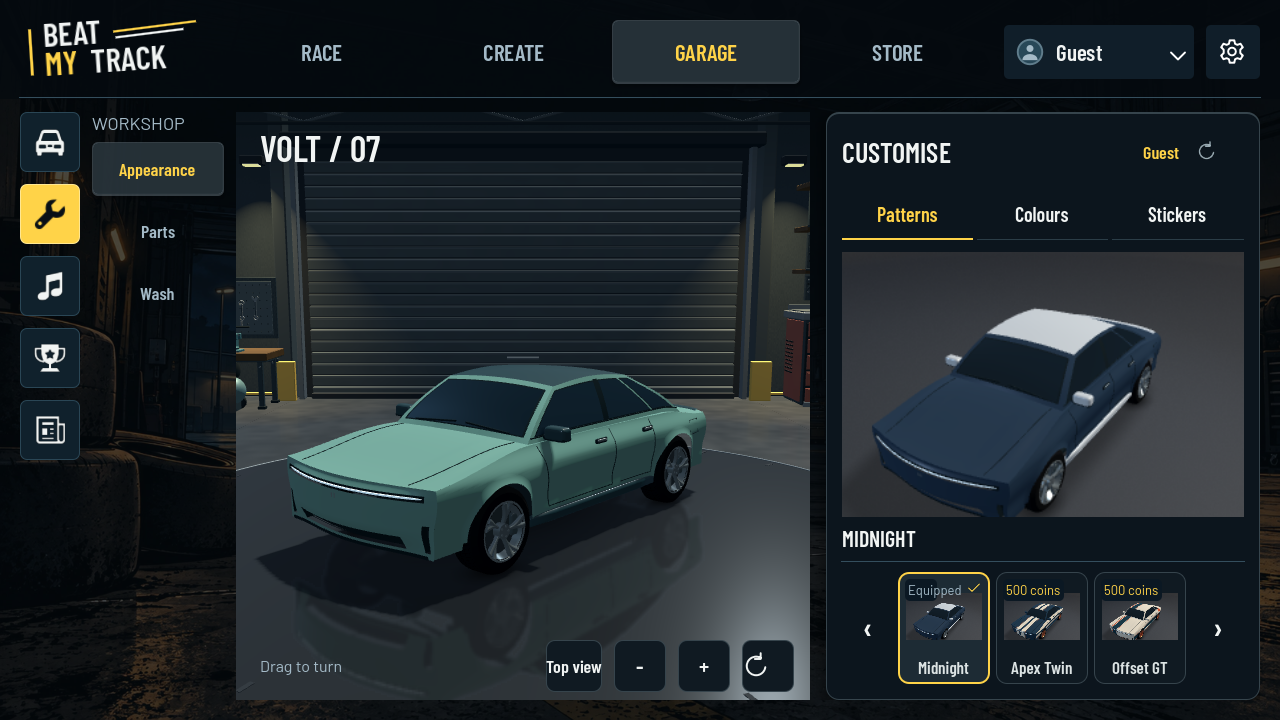 BEAT
MY TRACK
RACE
CREATE
GARAGE
STORE
Guest
WORKSHOP
Appearance
Parts
Wash
VOLT / 07
Drag to turn
Top view
-
+
CUSTOMISE
Guest
Patterns
Colours
Stickers
MIDNIGHT
Equipped
500 coins
500 coins
‹
›
Midnight
Apex Twin
Offset GT